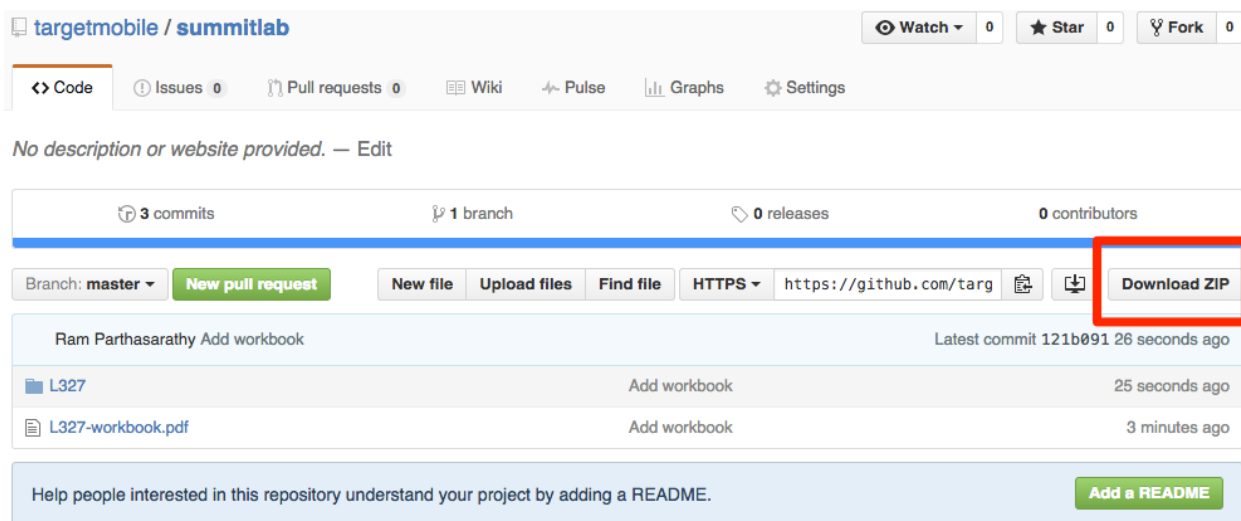 targetmobile / summitlab Watch 0 Star 0 Fork 0
Code Issues 0 Pull requests 0 Wiki Pulse Graphs Settings
No description or website provided. — Edit
3 commits 1 branch 0 releases 0 contributors
Branch: master New pull request New file Upload files Find file HTTPS https://github.com/targ Download ZIP
Ram Parthasarathy Add workbook Latest commit 121b091 26 seconds ago
L327 Add workbook 25 seconds ago
L327-workbook.pdf Add workbook 3 minutes ago
Help people interested in this repository understand your project by adding a README. Add a README